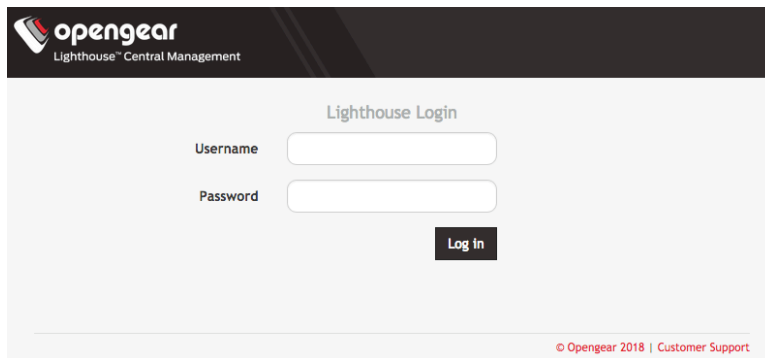 opengear
Lighthouse™ Central Management
Lighthouse Login
Username
Password
Log in
© Opengear 2018 | Customer Support